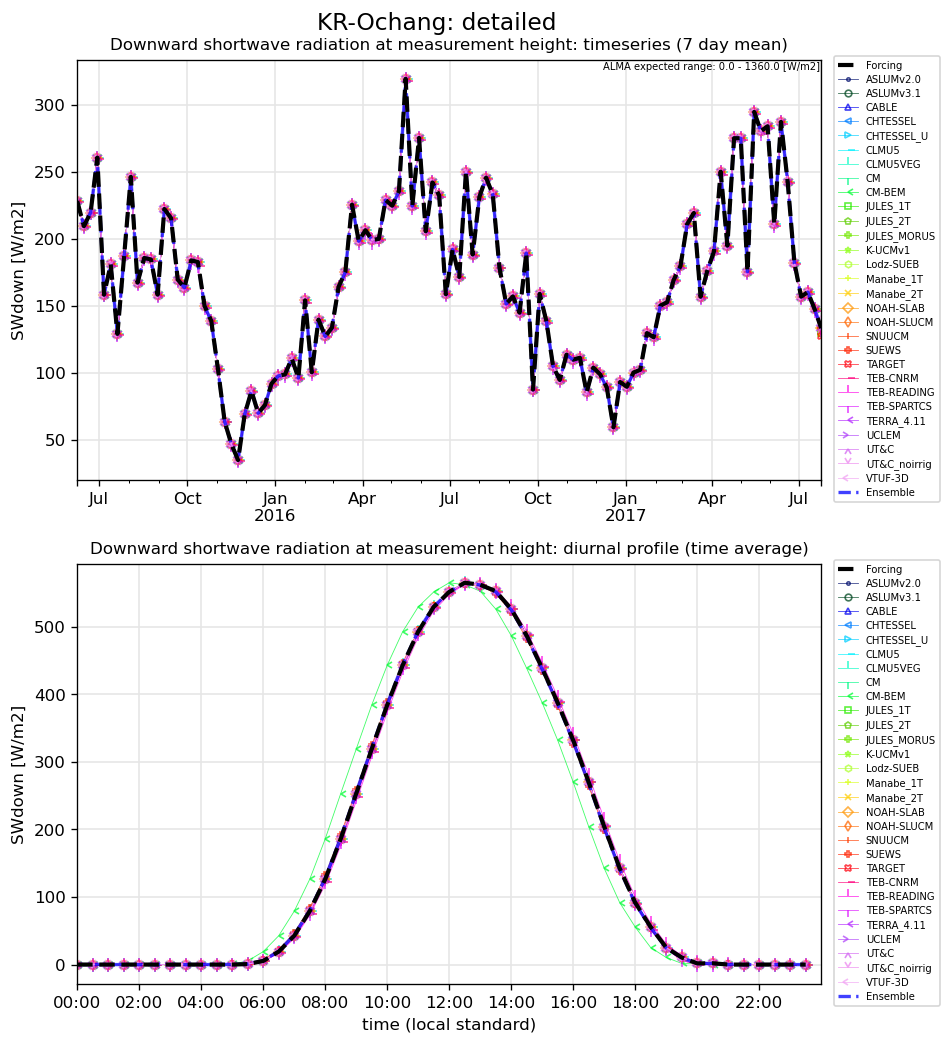 KR-Ochang: detailed
Downward shortwave radiation at measurement height: timeseries (7 day mean)
ALMA expected range: 0.0 - 1360.0 [W/m2]
SWdown [W/m2]
300
250
200
150
100
50
Jul
Oct
Jan
2016
Apr
Jul
Oct
Jan
2017
Apr
Jul
Forcing
ASLUMv2.0
ASLUMv3.1
CABLE
CHTESSEL
CHTESSEL_U
CLMU5
CLMU5VEG
CM
CM-BEM
JULES_1T
JULES_2T
JULES_MORUS
K-UCMv1
Lodz-SUEB
Manabe_1T
Manabe_2T
NOAH-SLAB
NOAH-SLUCM
SNUUCM
SUEWS
TARGET
TEB-CNRM
TEB-READING
TEB-SPARTCS
TERRA_4.11
UCLEM
UT&C
UT&C_noirrig
VTUF-3D
Ensemble
Downward shortwave radiation at measurement height: diurnal profile (time average)
SWdown [W/m2]
500
400
300
200
100
0
00:00
02:00
04:00
06:00
08:00
10:00
12:00
14:00
16:00
18:00
20:00
22:00
time (local standard)
Forcing
ASLUMv2.0
ASLUMv3.1
CABLE
CHTESSEL
CHTESSEL_U
CLMU5
CLMU5VEG
CM
CM-BEM
JULES_1T
JULES_2T
JULES_MORUS
K-UCMv1
Lodz-SUEB
Manabe_1T
Manabe_2T
NOAH-SLAB
NOAH-SLUCM
SNUUCM
SUEWS
TARGET
TEB-CNRM
TEB-READING
TEB-SPARTCS
TERRA_4.11
UCLEM
UT&C
UT&C_noirrig
VTUF-3D
Ensemble